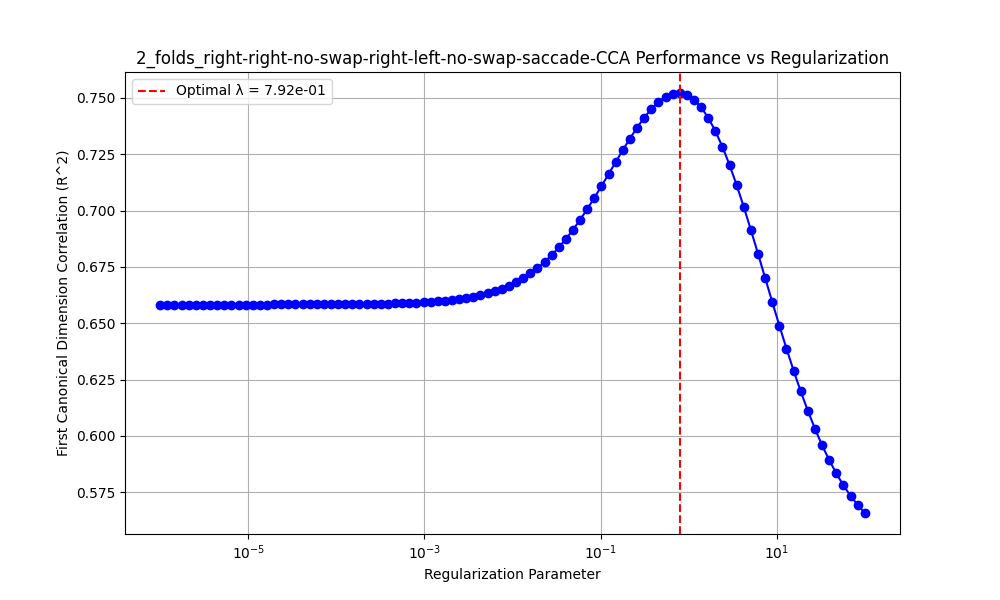 2_folds_right-right-no-swap-right-left-no-swap-saccade-CCA Performance vs Regularization
Optimal λ = 7.92e-01
First Canonical Dimension Correlation (R^2)
0.750
0.725
0.700
0.675
0.650
0.625
0.600
0.575
10⁻⁵ 10⁻³ 10⁻¹ 10¹
Regularization Parameter